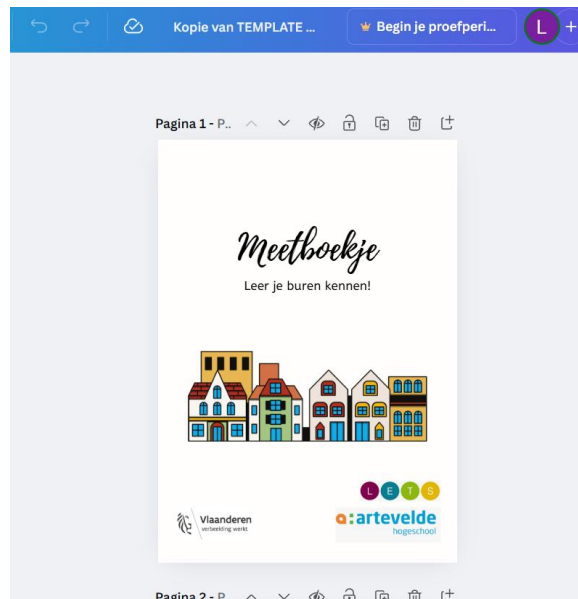 Kopie van TEMPLATE ...
Begin je proefperi...
L
+
Pagina 1 - P..
Meetboekje
Leer je buren kennen!
L E T S
Vlaanderen
verbeelding werkt
a:artevelde
hogeschool
Pagina 2 - P